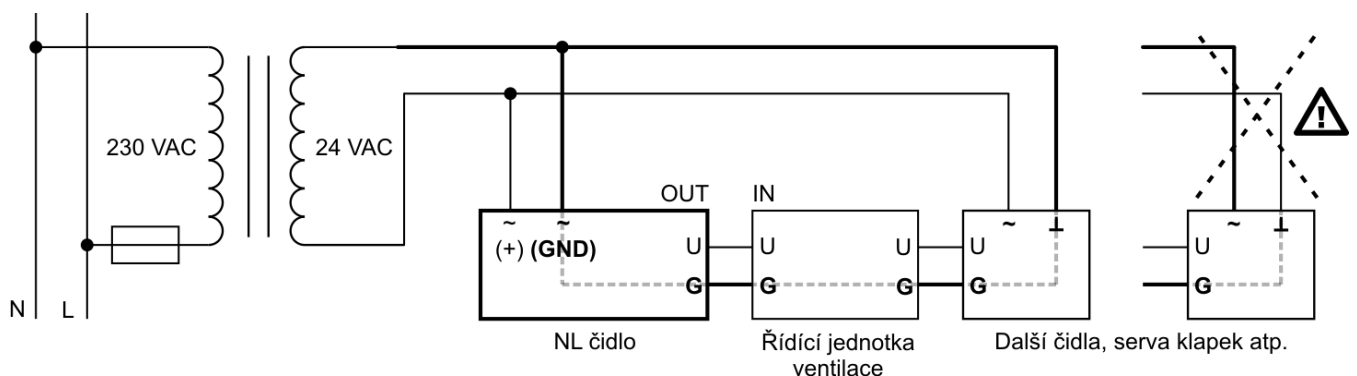 230 VAC
24 VAC
N
L
OUT
IN
~
~
(+) (GND)
U
G
U
G
U
G
~
⊥
U
G
~
⊥
U
G
!
NL čidlo
Řídící jednotka
ventilace
Další čidla, serva klapek atp.